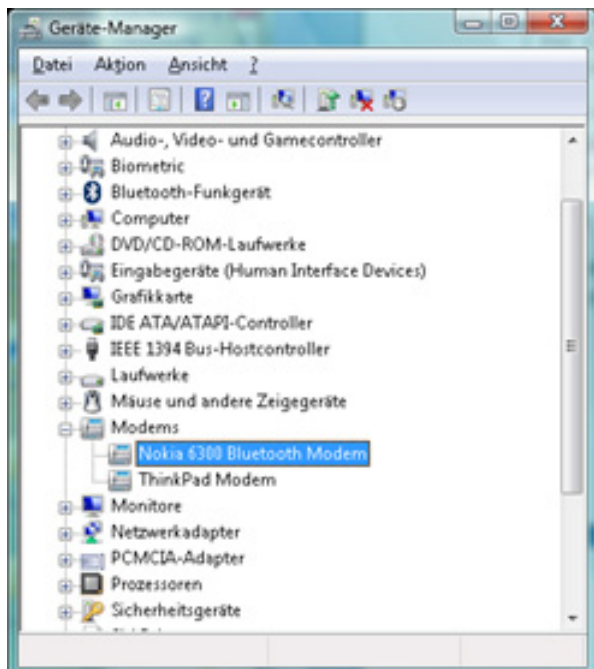 Geräte-Manager
Datei Aktion Ansicht ?
Audio-, Video- und Gamecontroller
Biometric
Bluetooth-Funkgerät
Computer
DVD/CD-ROM-Laufwerke
Eingabegeräte (Human Interface Devices)
Grafikkarte
IDE ATA/ATAPI-Controller
IEEE 1394 Bus-Hostcontroller
Laufwerke
Mäuse und andere Zeigegeräte
Modems
Nokia 6300 Bluetooth Modem
ThinkPad Modem
Monitore
Netzwerkadapter
PCMCIA-Adapter
Prozessoren
Sicherheitsgeräte